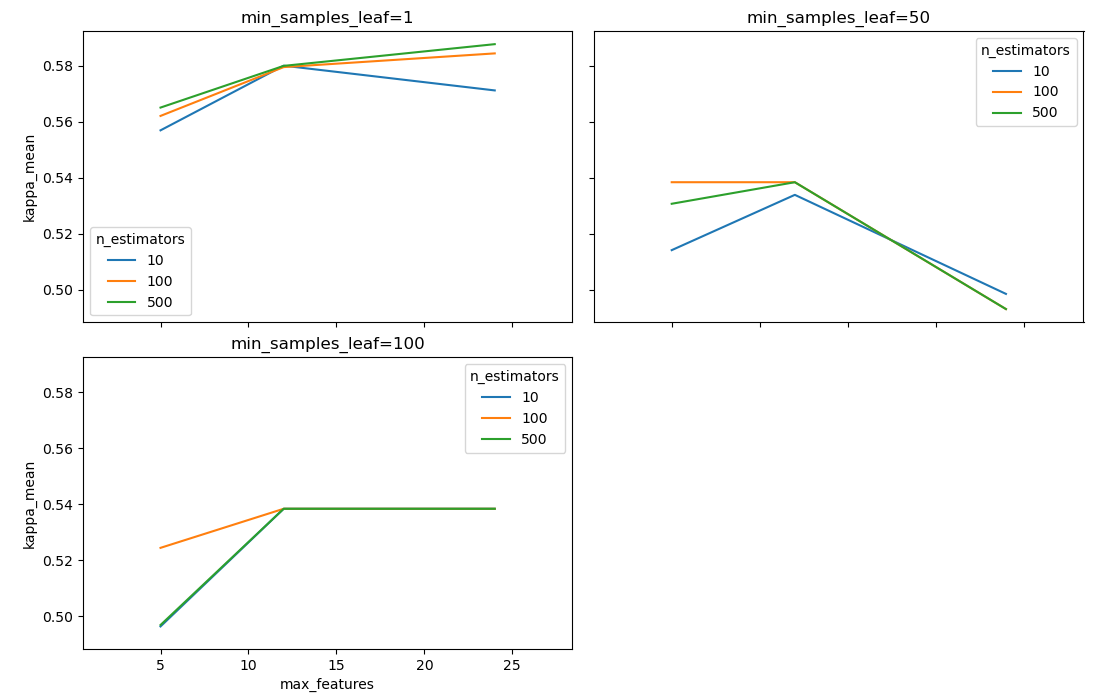 min_samples_leaf=1
0.58
0.56
0.54
0.52
0.50
kappa_mean
n_estimators
10
100
500
min_samples_leaf=50
n_estimators
10
100
500
min_samples_leaf=100
0.58
0.56
0.54
0.52
0.50
kappa_mean
n_estimators
10
100
500
5 10 15 20 25
max_features